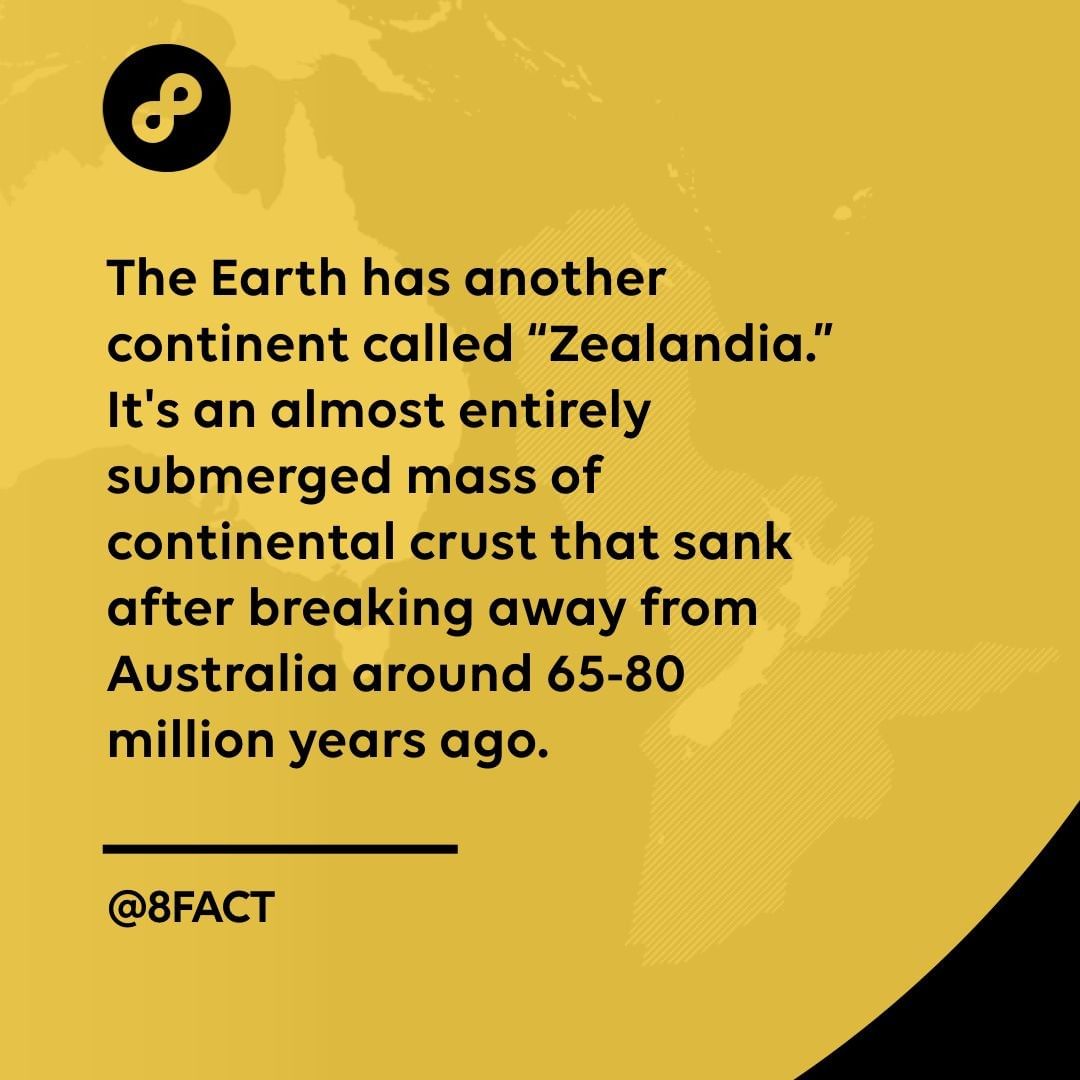 The Earth has another
continent called “Zealandia.”
It's an almost entirely
submerged mass of
continental crust that sank
after breaking away from
Australia around 65-80
million years ago.
@8FACT